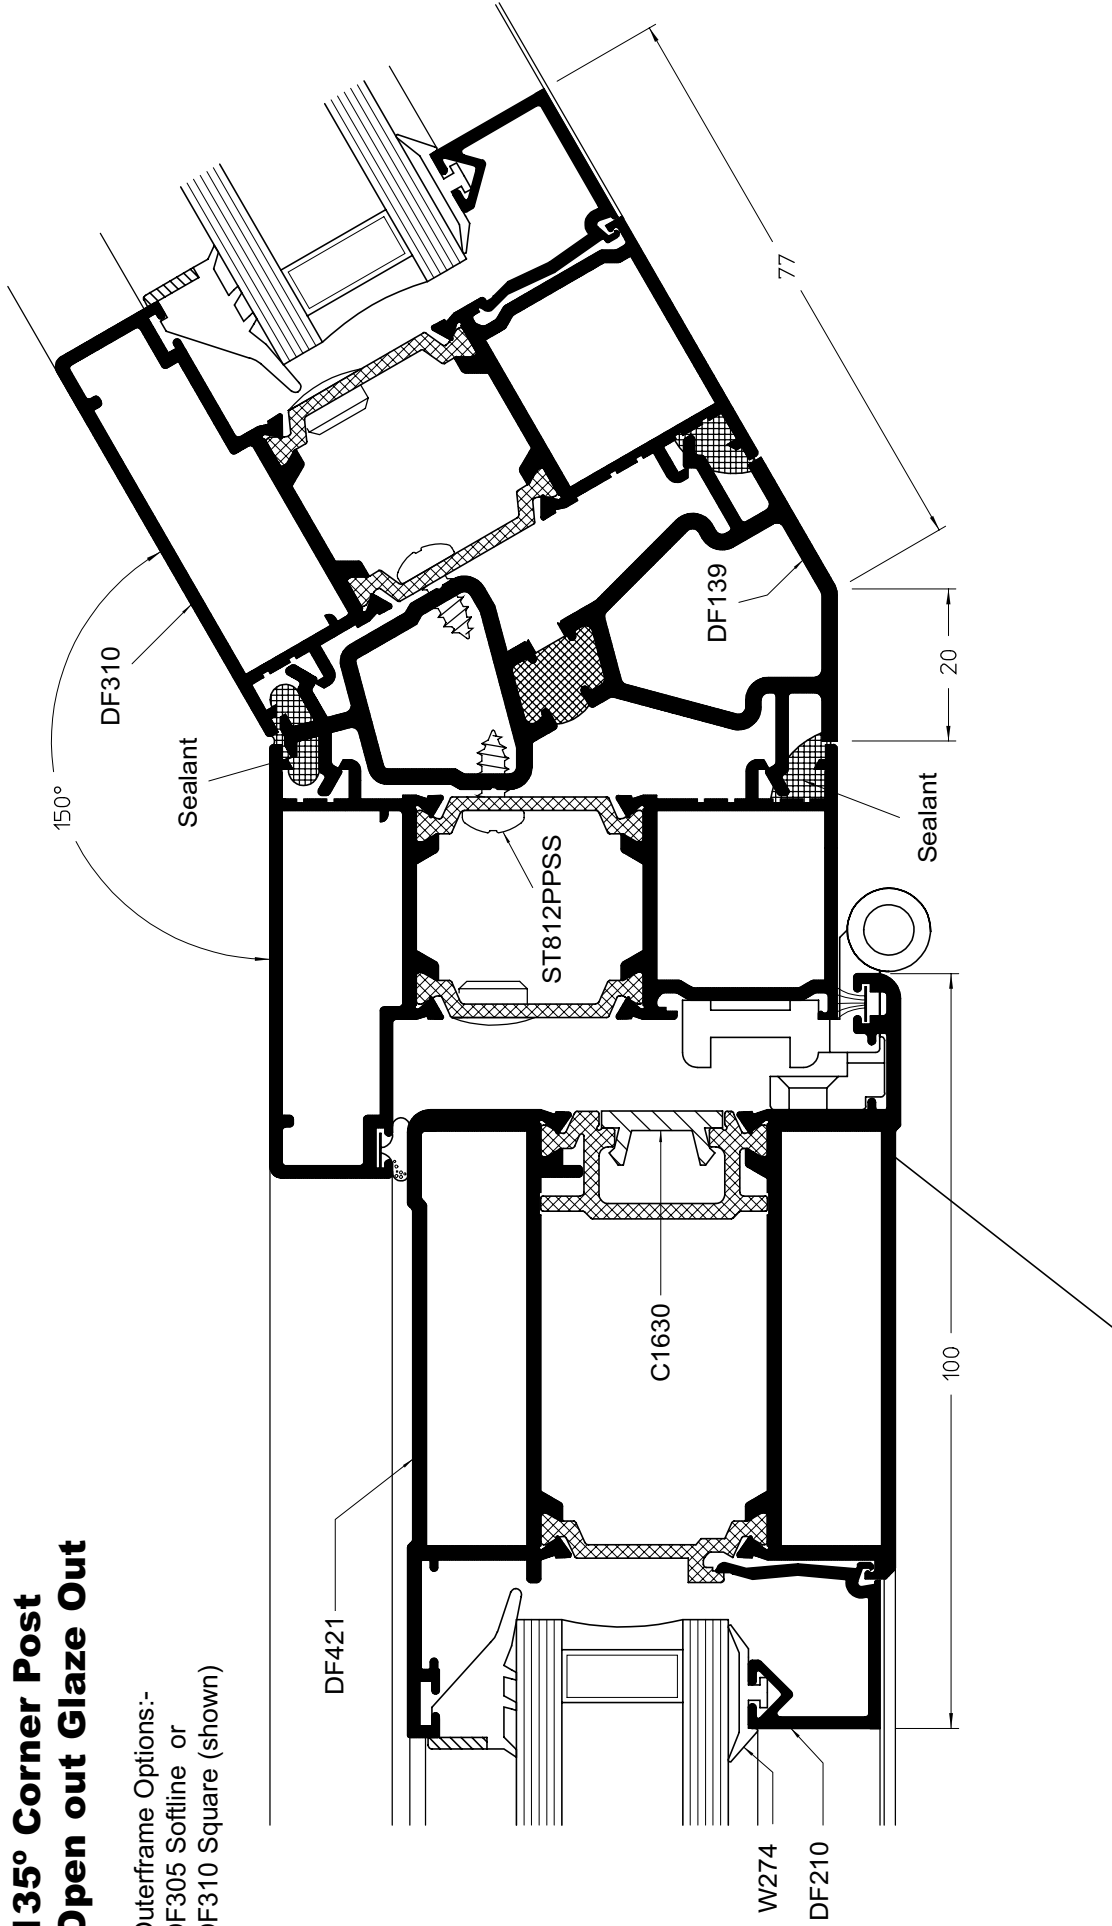 135º Corner Post
Open out Glaze Out
Outerframe Options:-
DF305 Softline or
DF310 Square (shown)
150°
DF310
Sealant
DF421
ST812PPSS
C1630
DF139
77
20
Sealant
100
W274
DF210